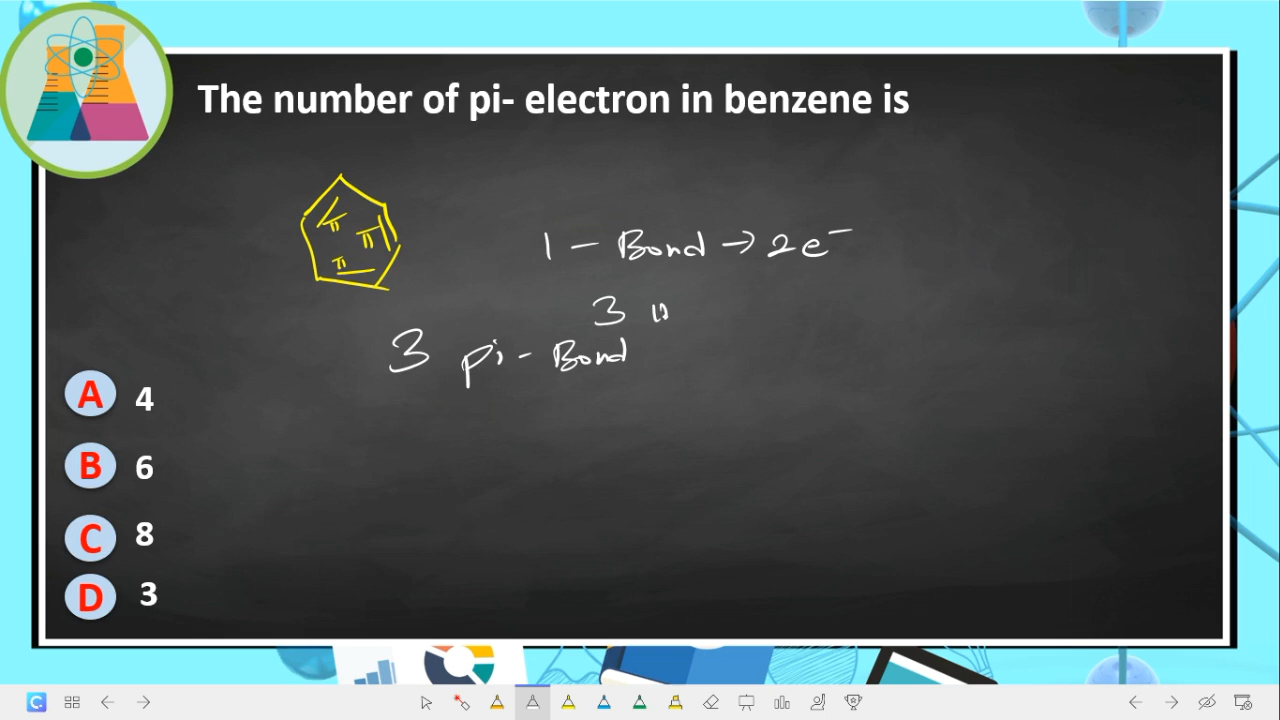 The number of pi- electron in benzene is
π
π
π
1 - Bond → 2e⁻
3 "
3 pi - Bond
A 4
B 6
C 8
D 3
C